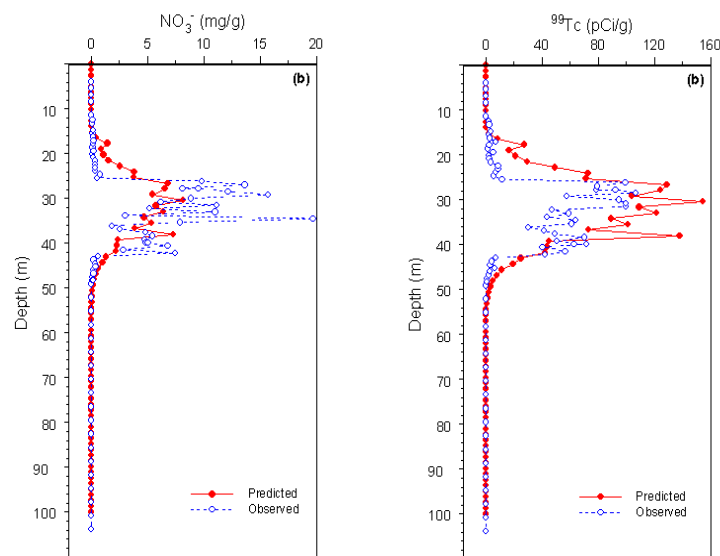 NO₃⁻ (mg/g)
0 5 10 15 20
(b)
10
20
30
40
50
60
70
80
90
100
Depth (m)
Predicted
Observed
⁹⁹Tc (pCi/g)
0 40 80 120 160
(b)
10
20
30
40
50
60
70
80
90
100
Depth (m)
Depth (m)
Predicted
Observed